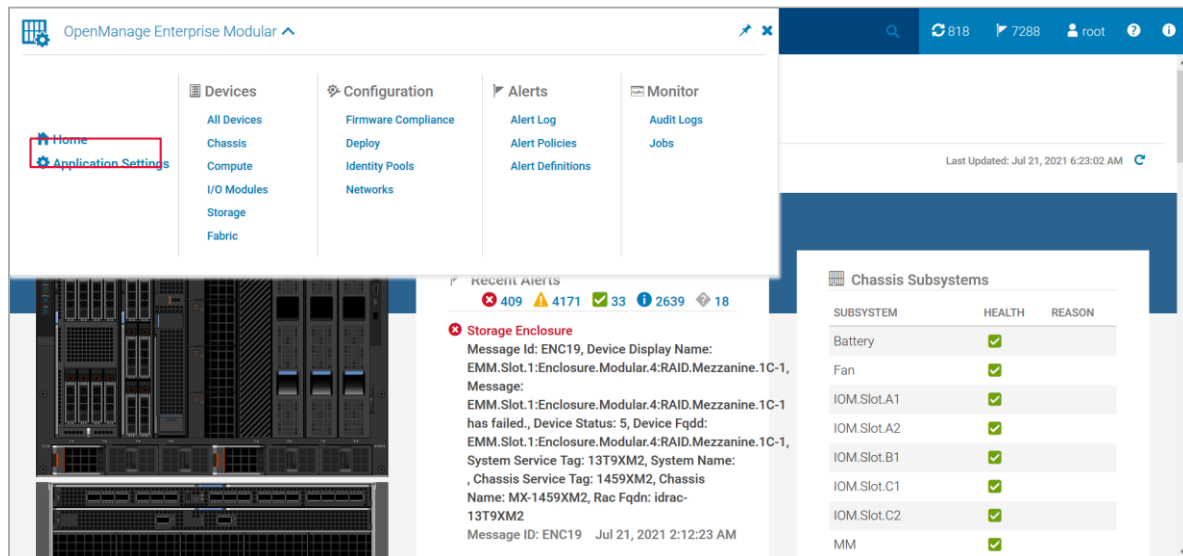 OpenManage Enterprise Modular
818
7288
root
Home
Application Settings
Devices
All Devices
Chassis
Compute
I/O Modules
Storage
Fabric
Configuration
Firmware Compliance
Deploy
Identity Pools
Networks
Alerts
Alert Log
Alert Policies
Alert Definitions
Monitor
Audit Logs
Jobs
Last Updated: Jul 21, 2021 6:23:02 AM
Recent Alerts
409 4171 33 2639 18
Storage Enclosure
Message Id: ENC19, Device Display Name:
EMM.Slot.1:Enclosure.Modular.4:RAID.Mezzanine.1C-1,
Message:
EMM.Slot.1:Enclosure.Modular.4:RAID.Mezzanine.1C-1
has failed., Device Status: 5, Device Fqdd:
EMM.Slot.1:Enclosure.Modular.4:RAID.Mezzanine.1C-1,
System Service Tag: 13T9XM2, System Name:
, Chassis Service Tag: 1459XM2, Chassis
Name: MX-1459XM2, Rac Fqdn: idrac-
13T9XM2
Message ID: ENC19 Jul 21, 2021 2:12:23 AM
Chassis Subsystems
SUBSYSTEM HEALTH REASON
Battery
Fan
IOM.Slot.A1
IOM.Slot.A2
IOM.Slot.B1
IOM.Slot.C1
IOM.Slot.C2
MM